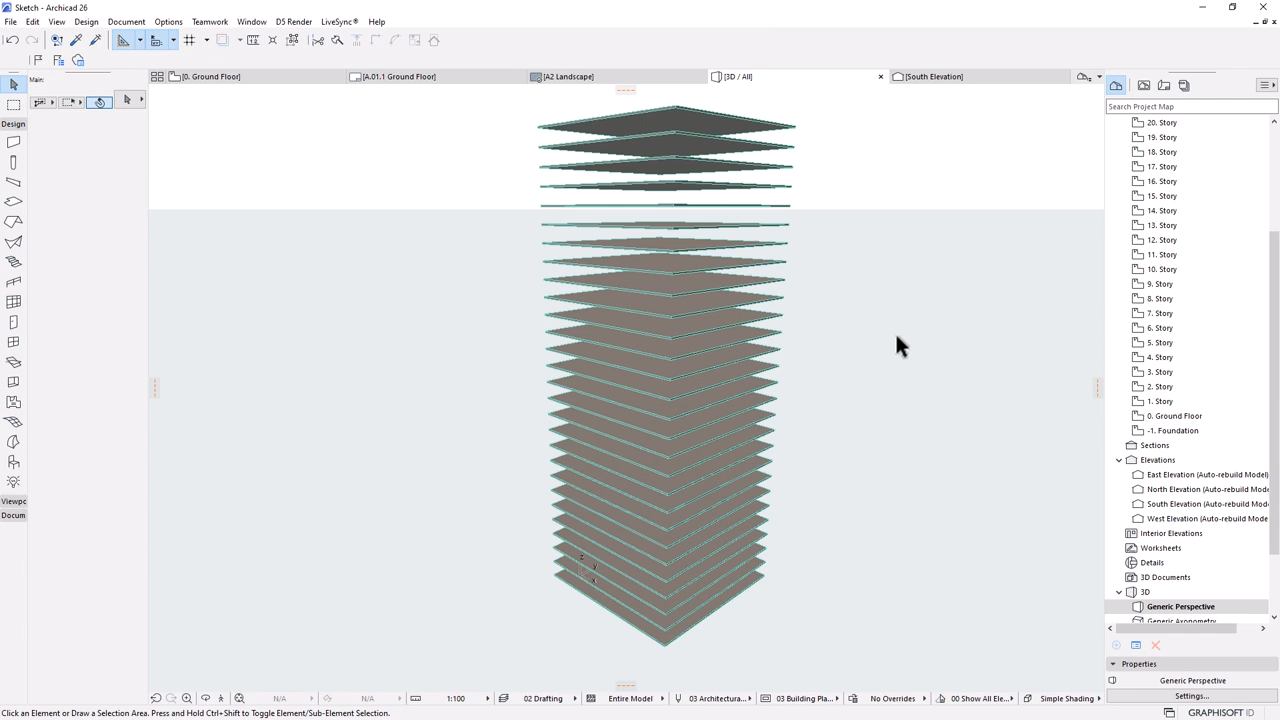 Sketch - Archicad 26
File Edit View Design Document Options Teamwork Window D5 Render LiveSync® Help
Main:
[0. Ground Floor]
[A.01.1 Ground Floor]
[A2 Landscape]
[3D / All]
[South Elevation]
Design
Viewpc
Docum
20. Story
19. Story
18. Story
17. Story
16. Story
15. Story
14. Story
13. Story
12. Story
11. Story
10. Story
9. Story
8. Story
7. Story
6. Story
5. Story
4. Story
3. Story
2. Story
1. Story
0. Ground Floor
-1. Foundation
Sections
Elevations
East Elevation (Auto-rebuild Model)
North Elevation (Auto-rebuild Mode
South Elevation (Auto-rebuild Mode
West Elevation (Auto-rebuild Mode
Interior Elevations
Worksheets
Details
3D Documents
3D
Generic Perspective
Generic Axonometry
Properties
Generic Perspective
Settings...
z
y
x
N/A N/A 1:100 02 Drafting Entire Model 03 Architectura... 03 Building Pla... No Overrides 00 Show All Ele... Simple Shading
Click an Element or Draw a Selection Area. Press and Hold Ctrl+Shift to Toggle Element/Sub-Element Selection.
GRAPHISOFT ID